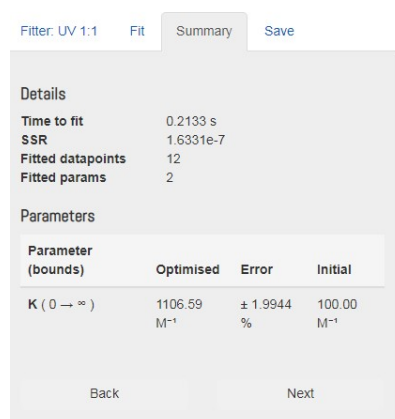 Fitter: UV 1:1 Fit Summary Save
Details
Time to fit 0.2133 s
SSR 1.6331e-7
Fitted datapoints 12
Fitted params 2
Parameters
Parameter
(bounds) Optimised Error Initial
K ( 0 → ∞ ) 1106.59 ± 1.9944 100.00
M⁻¹ % M⁻¹
Back Next